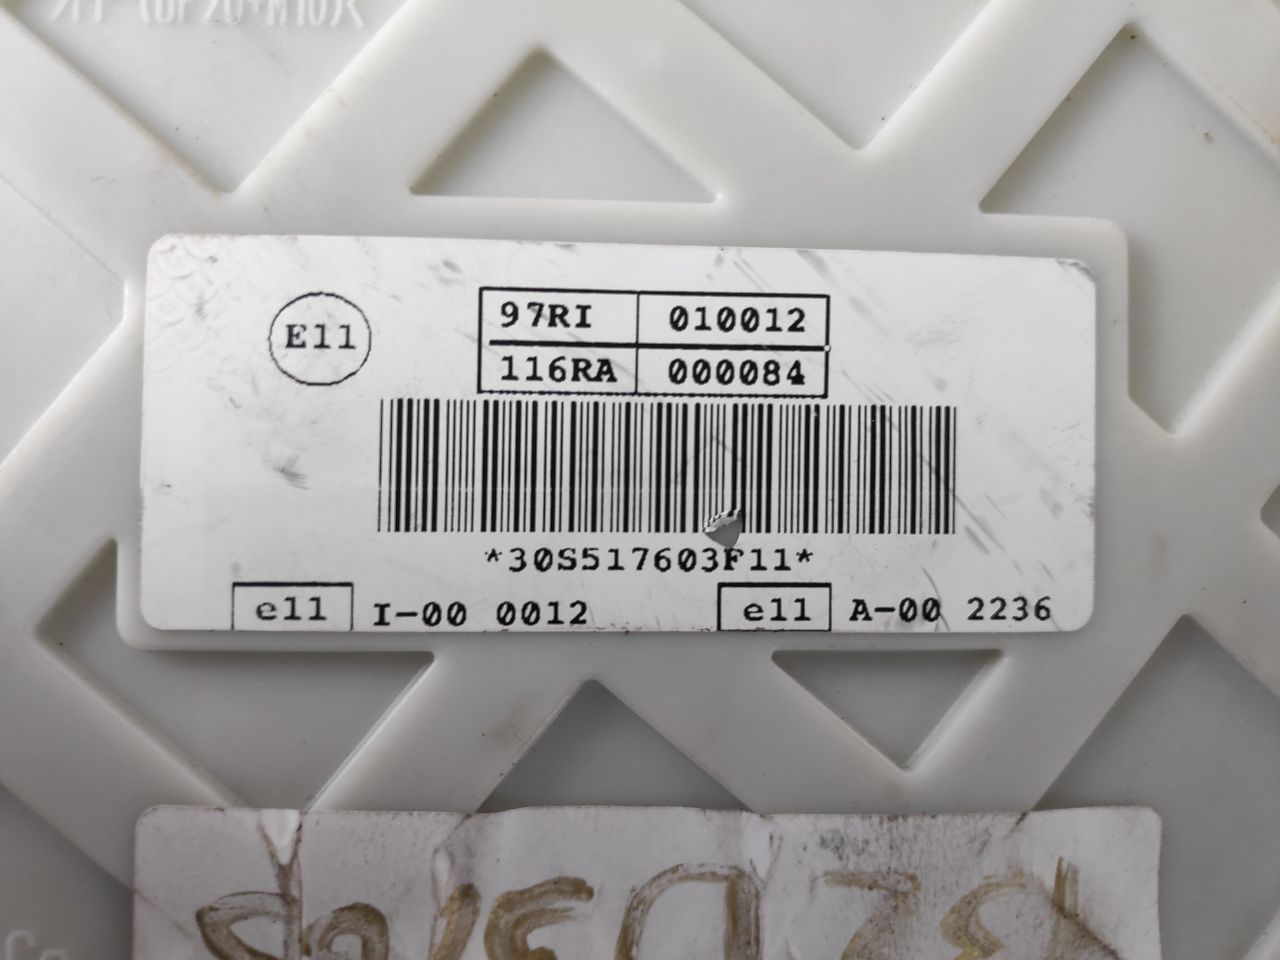 E11
97RI 010012
116RA 000084
*30S517603F11*
e11 I-00 0012 e11 A-00 2236